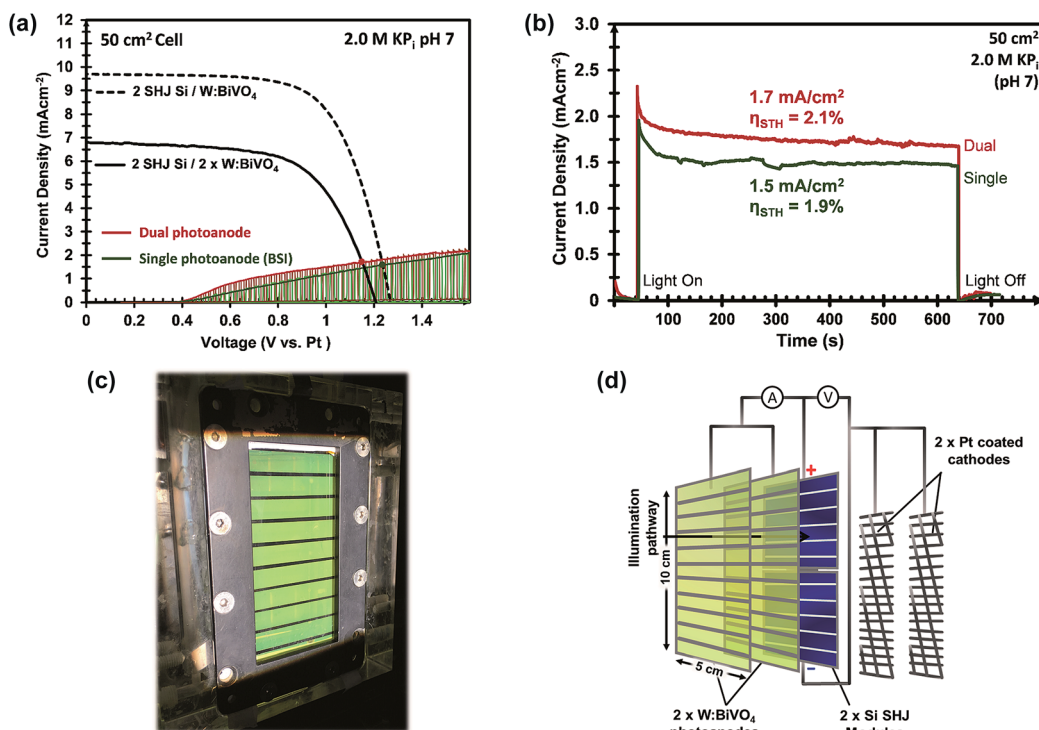 (a)
50 cm² Cell
2.0 M KPᵢ pH 7
2 SHJ Si / W:BiVO₄
2 SHJ Si / 2 x W:BiVO₄
Dual photoanode
Single photoanode (BSI)
Current Density (mAcm⁻²)
12
11
10
9
8
7
6
5
4
3
2
1
0
0
0.2
0.4
0.6
0.8
1
1.2
1.4
Voltage (V vs. Pt )
(b)
50 cm²
2.0 M KPᵢ
(pH 7)
1.7 mA/cm²
ηSTH = 2.1%
Dual
Single
1.5 mA/cm²
ηSTH = 1.9%
Light On
Light Off
Current Density (mAcm⁻²)
3.0
2.5
2.0
1.5
1.0
0.5
0
0
100
200
300
400
500
600
700
Time (s)
(c)
(d)
A
V
2 x Pt coated
cathodes
+
Illumination
pathway
10 cm
5 cm
-
2 x W:BiVO₄
photoanodes
2 x Si SHJ
Modules